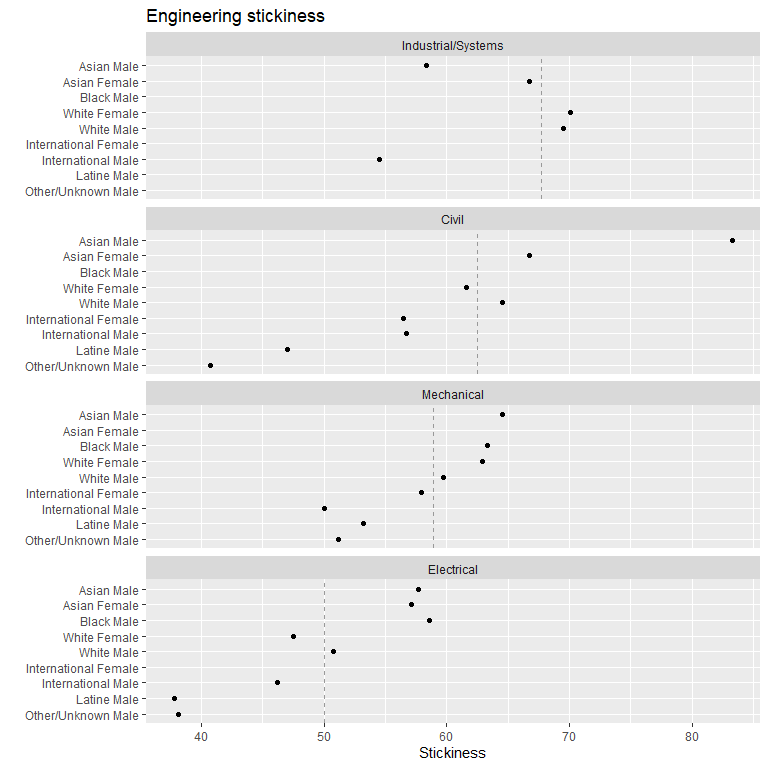 Engineering stickiness
Industrial/Systems
Asian Male
Asian Female
Black Male
White Female
White Male
International Female
International Male
Latine Male
Other/Unknown Male
Civil
Asian Male
Asian Female
Black Male
White Female
White Male
International Female
International Male
Latine Male
Other/Unknown Male
Mechanical
Asian Male
Asian Female
Black Male
White Female
White Male
International Female
International Male
Latine Male
Other/Unknown Male
Electrical
Asian Male
Asian Female
Black Male
White Female
White Male
International Female
International Male
Latine Male
Other/Unknown Male
40 50 60 70 80
Stickiness